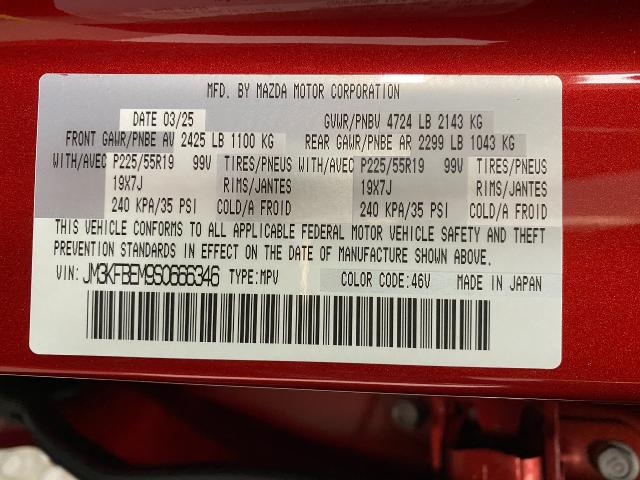 MFD. BY MAZDA MOTOR CORPORATION
DATE 03/25 GVWR/PNBV 4724 LB 2143 KG
FRONT GAWR/PNBE AV 2425 LB 1100 KG REAR GAWR/PNBE AR 2299 LB 1043 KG
WITH/AVEC P225/55R19 99V TIRES/PNEUS WITH/AVEC P225/55R19 99V TIRES/PNEUS
19X7J RIMS/JANTES 19X7J RIMS/JANTES
240 KPA/35 PSI COLD/A FROID 240 KPA/35 PSI COLD/A FROID
THIS VEHICLE CONFORMS TO ALL APPLICABLE FEDERAL MOTOR VEHICLE SAFETY AND THEFT
PREVENTION STANDARDS IN EFFECT ON THE DATE OF MANUFACTURE SHOWN ABOVE.
VIN: JM3KFBEM9S0666346 TYPE:MPV COLOR CODE:46V MADE IN JAPAN